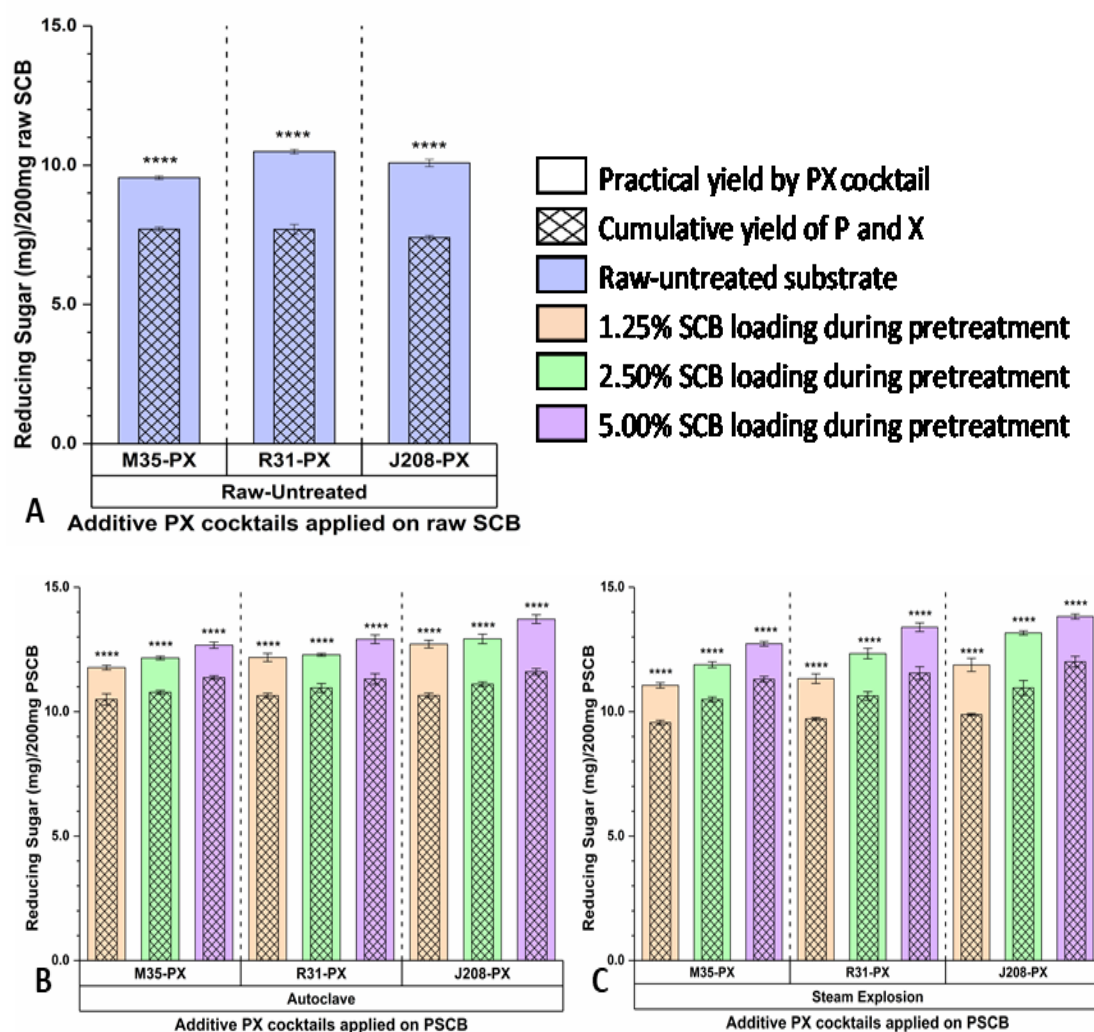 15.0
10.0
5.0
0.0
Reducing Sugar (mg)/200mg raw SCB
****
****
****
M35-PX R31-PX J208-PX
Raw-Untreated
A
Additive PX cocktails applied on raw SCB
Practical yield by PX cocktail
Cumulative yield of P and X
Raw-untreated substrate
1.25% SCB loading during pretreatment
2.50% SCB loading during pretreatment
5.00% SCB loading during pretreatment
15.0
10.0
5.0
0.0
Reducing Sugar (mg)/200mg PSCB
**** **** **** **** **** **** **** **** ****
M35-PX R31-PX J208-PX
B
Autoclave
Additive PX cocktails applied on PSCB
15.0
10.0
5.0
0.0
Reducing Sugar (mg)/200mg PSCB
**** **** **** **** **** **** **** **** ****
M35-PX R31-PX J208-PX
C
Steam Explosion
Additive PX cocktails applied on PSCB